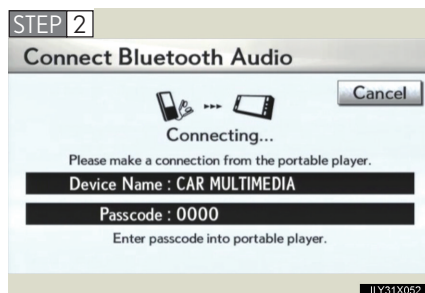 STEP 2
Connect Bluetooth Audio
Cancel
Connecting...
Please make a connection from the portable player.
Device Name : CAR MULTIMEDIA
Passcode : 0000
Enter passcode into portable player.
ILY31X052